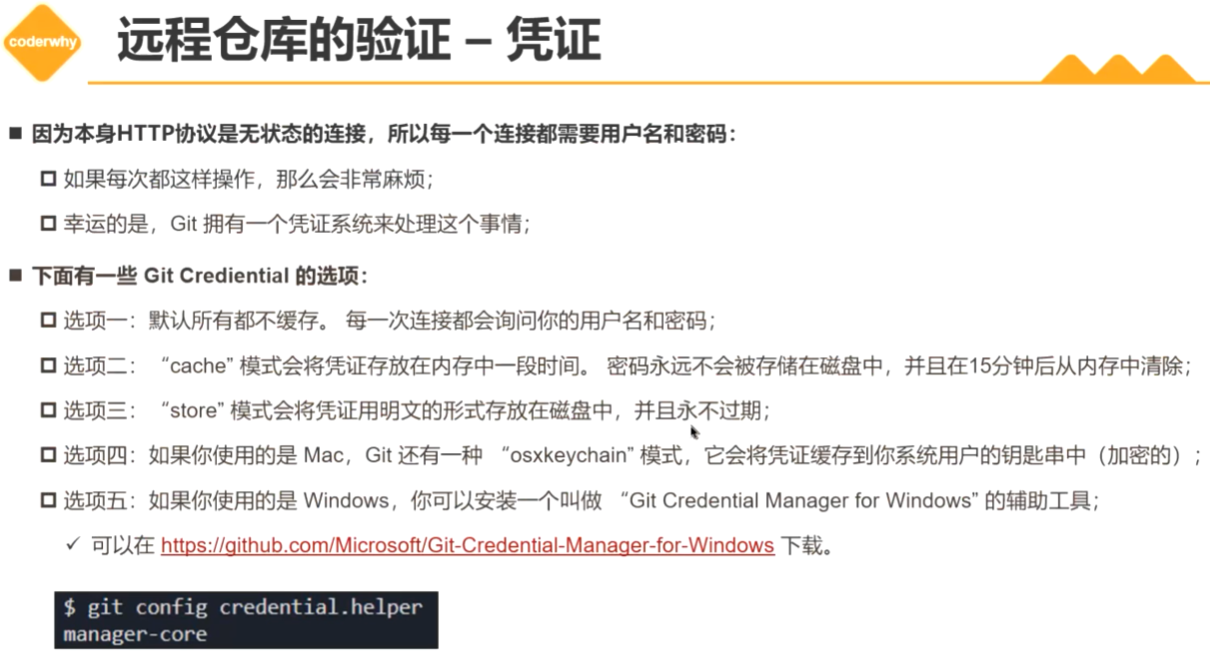 coderwhy
远程仓库的验证 – 凭证
因为本身HTTP协议是无状态的连接，所以每一个连接都需要用户名和密码：
如果每次都这样操作，那么会非常麻烦；
幸运的是，Git 拥有一个凭证系统来处理这个事情；
下面有一些 Git Crediential 的选项：
选项一：默认所有都不缓存。 每一次连接都会询问你的用户名和密码；
选项二： “cache” 模式会将凭证存放在内存中一段时间。 密码永远不会被存储在磁盘中，并且在15分钟后从内存中清除；
选项三： “store” 模式会将凭证用明文的形式存放在磁盘中，并且永不过期；
选项四：如果你使用的是 Mac，Git 还有一种 “osxkeychain” 模式，它会将凭证缓存到你系统用户的钥匙串中（加密的）；
选项五：如果你使用的是 Windows，你可以安装一个叫做 “Git Credential Manager for Windows” 的辅助工具；
✓ 可以在 https://github.com/Microsoft/Git-Credential-Manager-for-Windows 下载。
$ git config credential.helper
manager-core